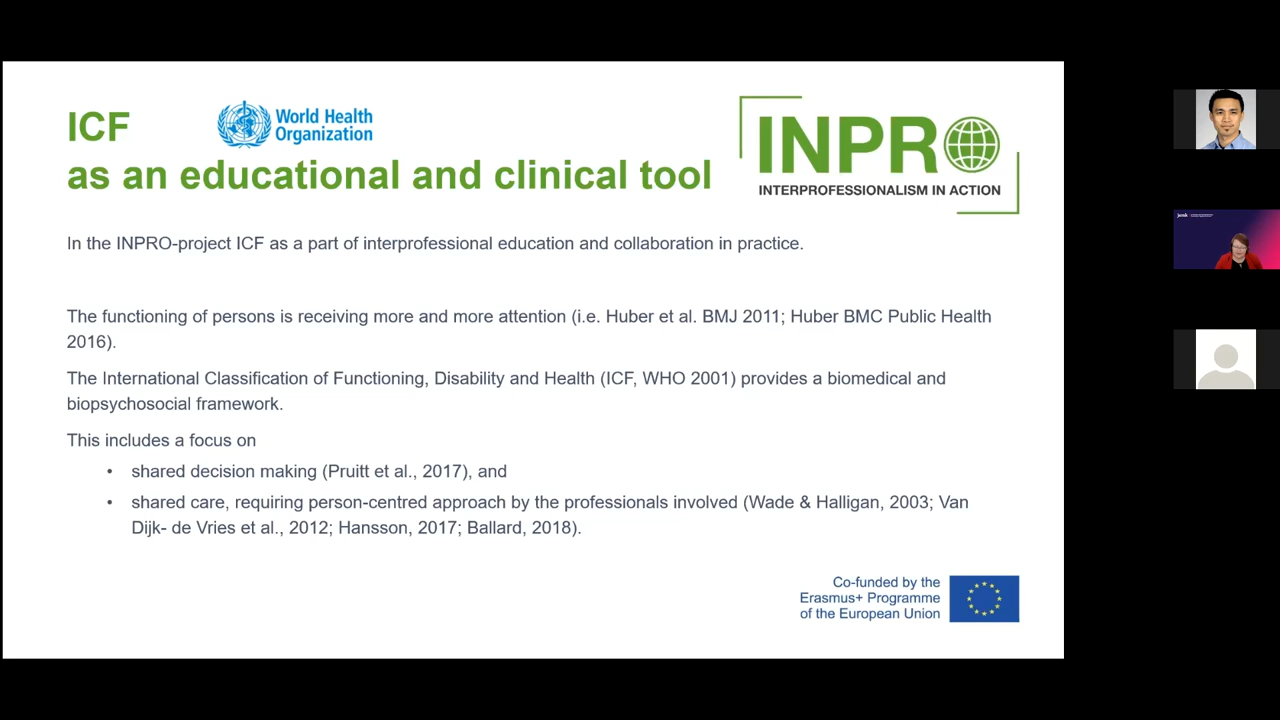 ICF
World Health
Organization
as an educational and clinical tool
INPRO
INTERPROFESSIONALISM IN ACTION
In the INPRO-project ICF as a part of interprofessional education and collaboration in practice.
The functioning of persons is receiving more and more attention (i.e. Huber et al. BMJ 2011; Huber BMC Public Health
2016).
The International Classification of Functioning, Disability and Health (ICF, WHO 2001) provides a biomedical and
biopsychosocial framework.
This includes a focus on
• shared decision making (Pruitt et al., 2017), and
• shared care, requiring person-centred approach by the professionals involved (Wade & Halligan, 2003; Van
Dijk- de Vries et al., 2012; Hansson, 2017; Ballard, 2018).
Co-funded by the
Erasmus+ Programme
of the European Union
jamk